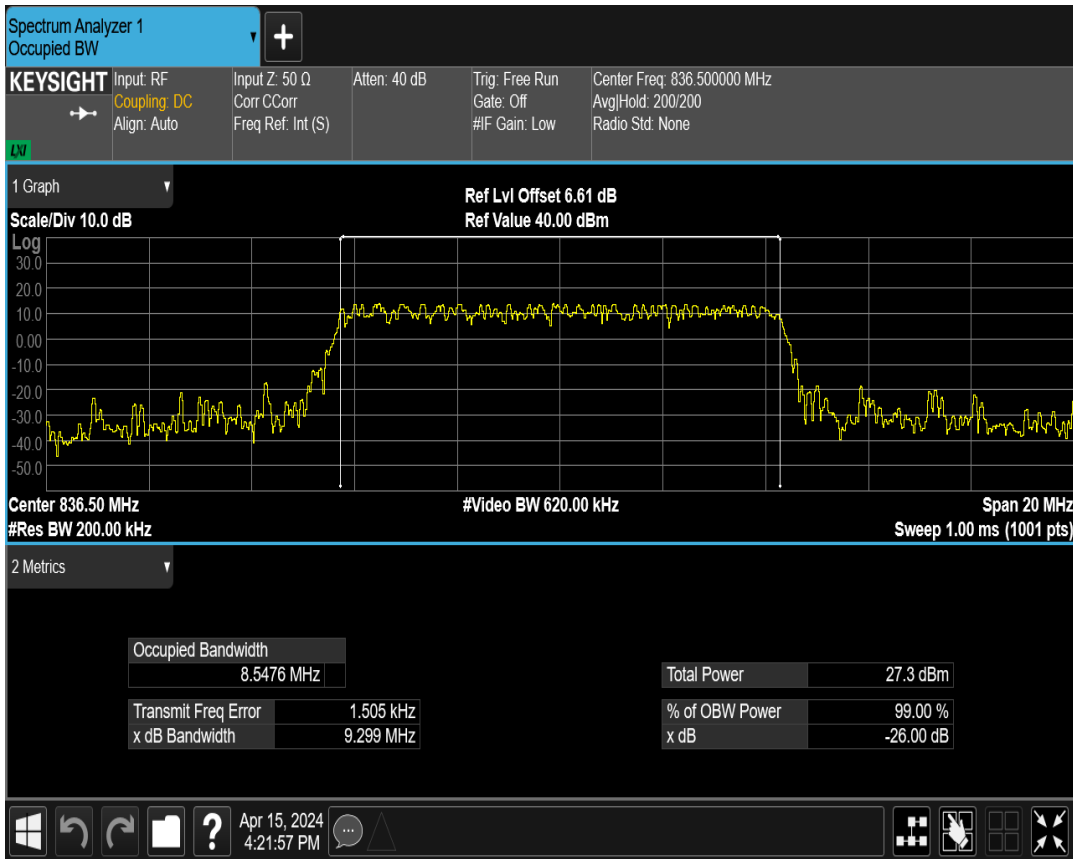 Spectrum Analyzer 1
Occupied BW
+
KEYSIGHT
LXI
Input: RF
Coupling: DC
Align: Auto
Input Z: 50 Ω
Corr CCorr
Freq Ref: Int (S)
Atten: 40 dB
Trig: Free Run
Gate: Off
#IF Gain: Low
Center Freq: 836.500000 MHz
Avg|Hold: 200/200
Radio Std: None
1 Graph
Scale/Div 10.0 dB
Ref Lvl Offset 6.61 dB
Ref Value 40.00 dBm
Log
30.0
20.0
10.0
0.00
-10.0
-20.0
-30.0
-40.0
-50.0
Center 836.50 MHz
#Video BW 620.00 kHz
Span 20 MHz
#Res BW 200.00 kHz
Sweep 1.00 ms (1001 pts)
2 Metrics
Occupied Bandwidth
8.5476 MHz
Total Power 27.3 dBm
Transmit Freq Error 1.505 kHz
% of OBW Power 99.00 %
x dB Bandwidth 9.299 MHz
x dB -26.00 dB
?
Apr 15, 2024
4:21:57 PM